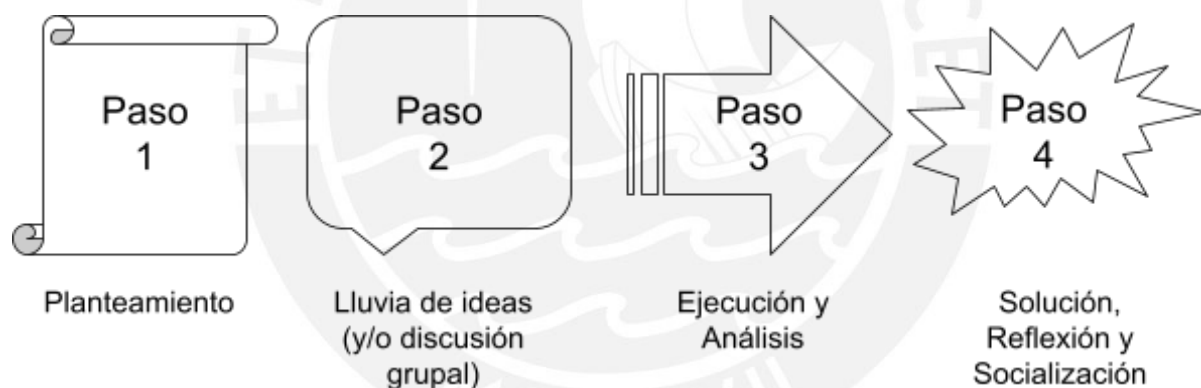 Paso
1
Paso
2
Paso
3
Paso
4
Planteamiento
Lluvia de ideas
(y/o discusión
grupal)
Ejecución y
Análisis
Solución,
Reflexión y
Socialización